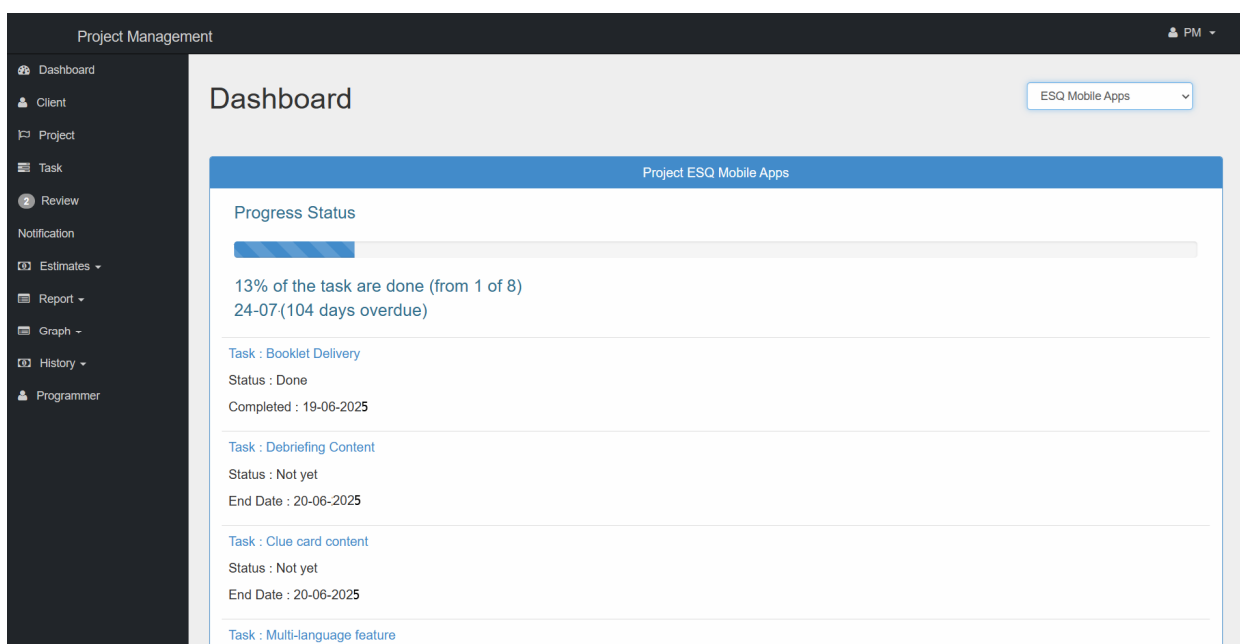 Project Management
PM
Dashboard
Client
Project
Task
2 Review
Notification
Estimates
Report
Graph
History
Programmer
Dashboard
ESQ Mobile Apps
Project ESQ Mobile Apps
Progress Status
13% of the task are done (from 1 of 8)
24-07 (104 days overdue)
Task : Booklet Delivery
Status : Done
Completed : 19-06-2025
Task : Debriefing Content
Status : Not yet
End Date : 20-06-2025
Task : Clue card content
Status : Not yet
End Date : 20-06-2025
Task : Multi-language feature